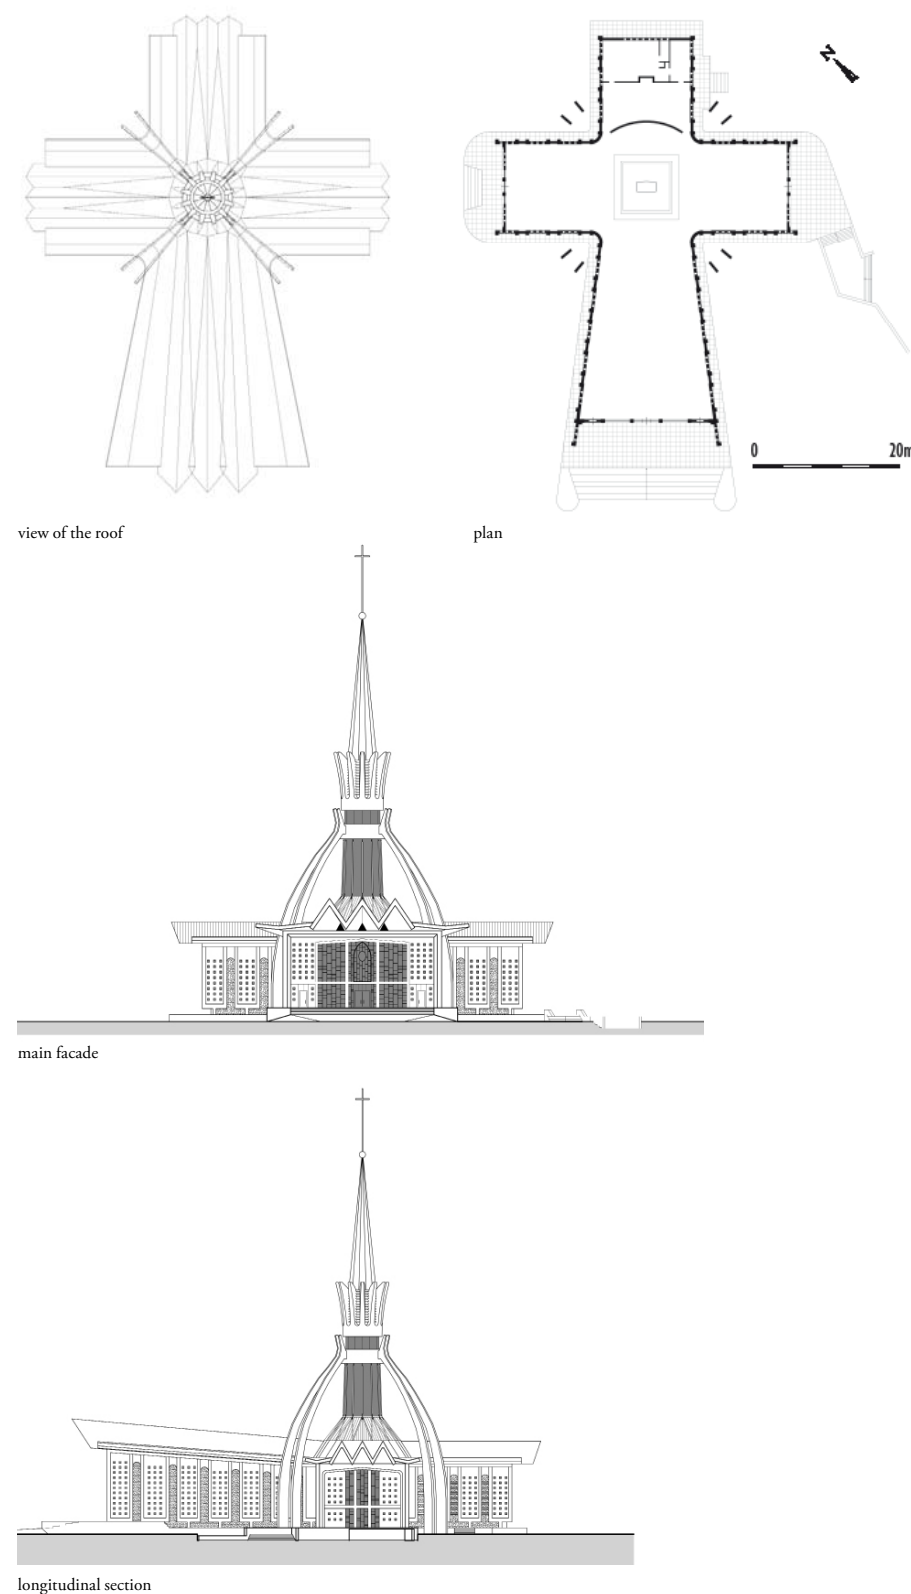 N
0 20m
view of the roof
plan
main facade
longitudinal section